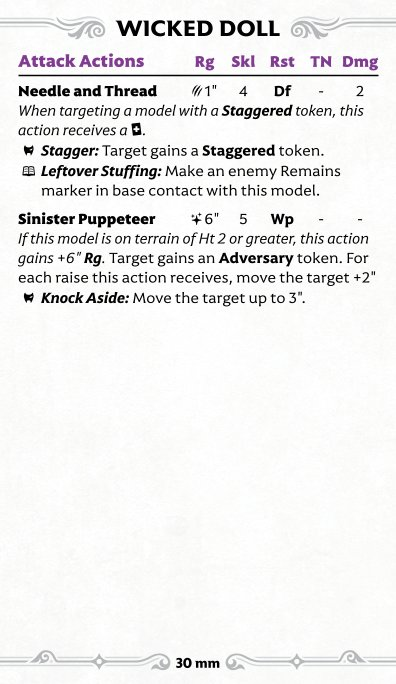 WICKED DOLL
Attack Actions Rg Skl Rst TN Dmg
Needle and Thread 1" 4 Df - 2
When targeting a model with a Staggered token, this
action receives a .
Stagger: Target gains a Staggered token.
Leftover Stuffing: Make an enemy Remains
marker in base contact with this model.
Sinister Puppeteer 6" 5 Wp - -
If this model is on terrain of Ht 2 or greater, this action
gains +6" Rg. Target gains an Adversary token. For
each raise this action receives, move the target +2"
Knock Aside: Move the target up to 3".
30 mm